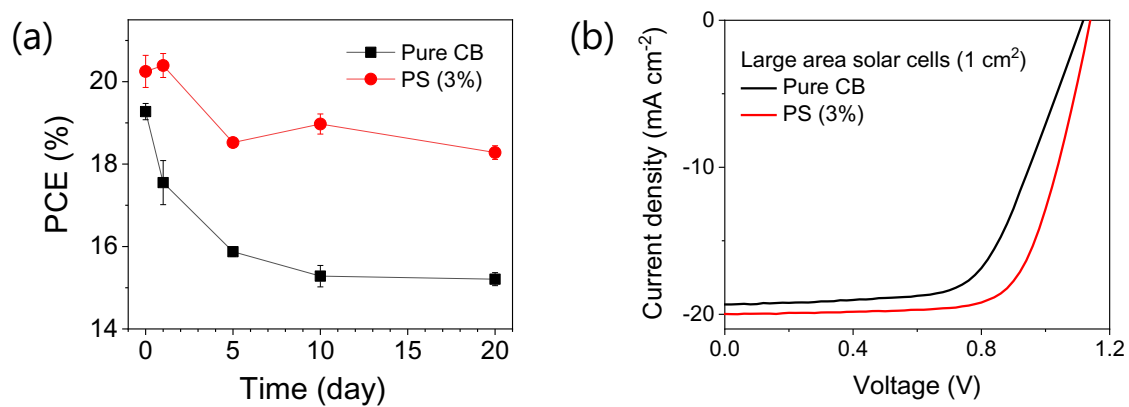 (a)
Pure CB
PS (3%)
PCE (%)
21
20
18
16
14
0
5
10
15
20
Time (day)
(b)
Large area solar cells (1 cm²)
Pure CB
PS (3%)
Current density (mA cm⁻²)
0
-10
-20
0.0
0.4
0.8
1.2
Voltage (V)